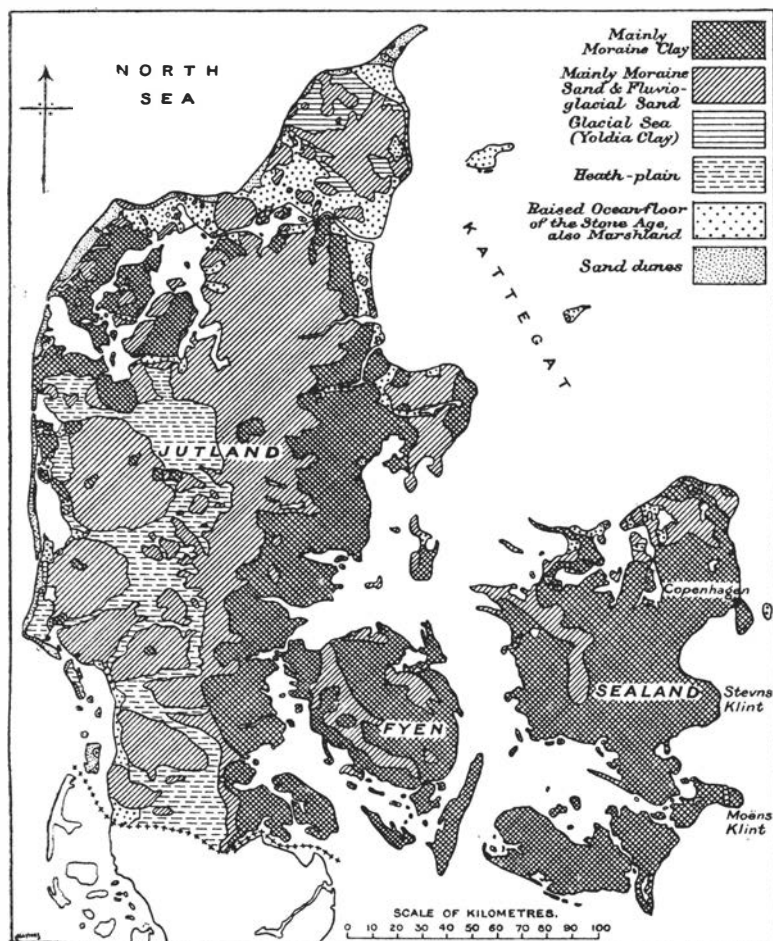 NORTH
SEA
Mainly
Moraine Clay
Mainly Moraine
Sand & Fluvio-
glacial Sand
Glacial Sea
(Yoldia Clay)
Heath-plain
Raised Ocean-floor
of the Stone Age,
also Marshland
Sand dunes
KATTEGAT
JUTLAND
Copenhagen
SEALAND
Stevns
Klint
FYEN
Moëns
Klint
SCALE OF KILOMETRES.
0 10 20 30 40 50 60 70 80 90 100